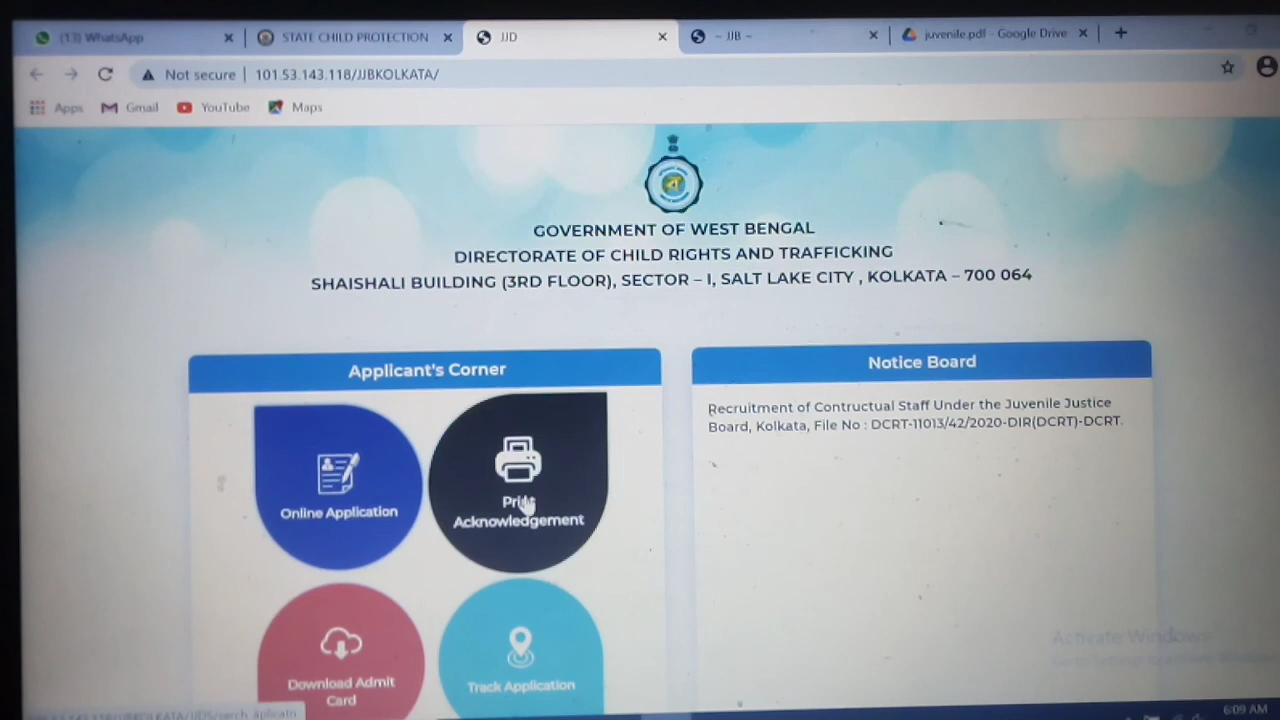 (13) WhatsApp
STATE CHILD PROTECTION
JJD
~ JJB ~
juvenile.pdf - Google Drive
Not secure
101.53.143.118/JJBKOLKATA/
Apps
Gmail
YouTube
Maps
GOVERNMENT OF WEST BENGAL
DIRECTORATE OF CHILD RIGHTS AND TRAFFICKING
SHAISHALI BUILDING (3RD FLOOR), SECTOR – I, SALT LAKE CITY , KOLKATA – 700 064
Applicant's Corner
Online Application
Print
Acknowledgement
Download Admit
Card
Track Application
Notice Board
Recruitment of Contructual Staff Under the Juvenile Justice
Board, Kolkata, File No : DCRT-11013/42/2020-DIR(DCRT)-DCRT.
Activate Windows
6:09 AM